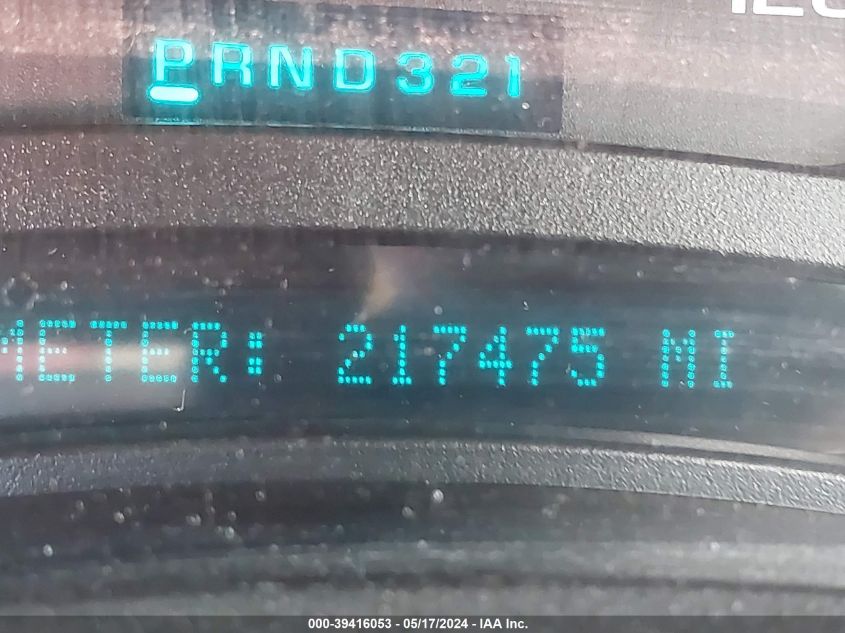 PRND321
METER: 217475 MI
000-39416053 - 05/17/2024 - IAA Inc.